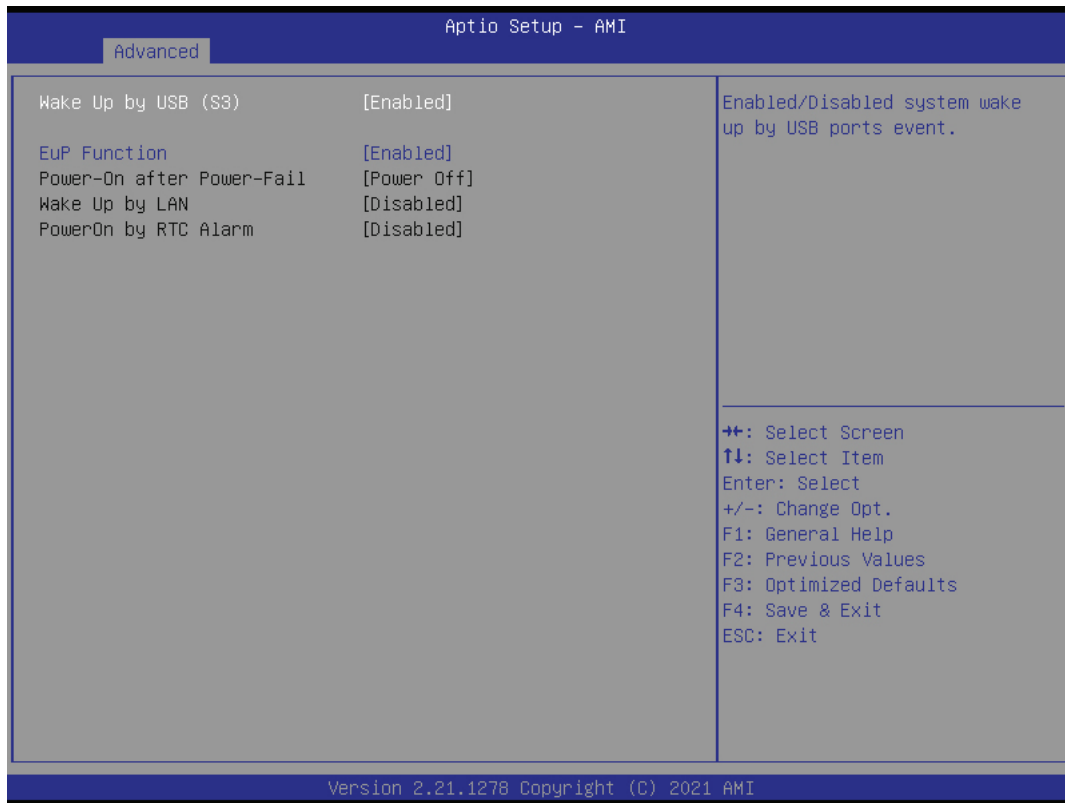 Aptio Setup – AMI
Advanced
Wake Up by USB (S3) [Enabled]
EuP Function [Enabled]
Power-On after Power-Fail [Power Off]
Wake Up by LAN [Disabled]
PowerOn by RTC Alarm [Disabled]
Enabled/Disabled system wake
up by USB ports event.
→←: Select Screen
↑↓: Select Item
Enter: Select
+/-: Change Opt.
F1: General Help
F2: Previous Values
F3: Optimized Defaults
F4: Save & Exit
ESC: Exit
Version 2.21.1278 Copyright (C) 2021 AMI